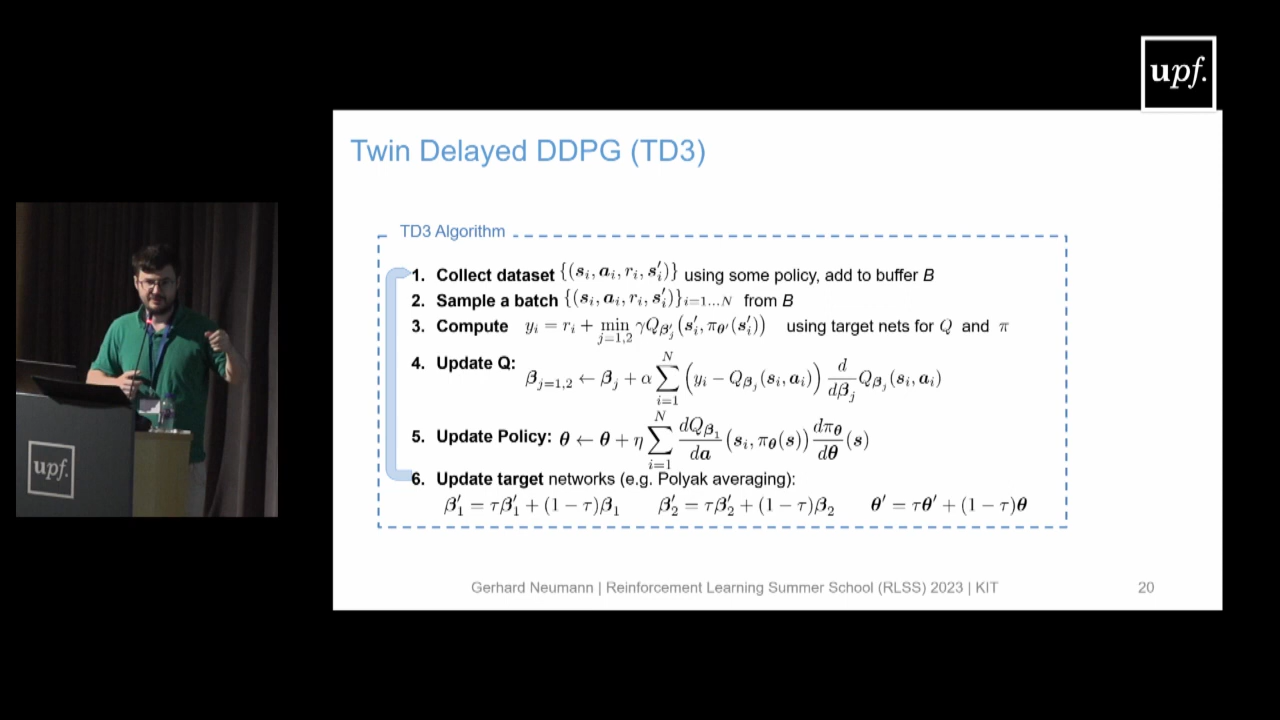 upf.
Twin Delayed DDPG (TD3)
TD3 Algorithm
1. Collect dataset {(s_i, a_i, r_i, s'_i)} using some policy, add to buffer B
2. Sample a batch {(s_i, a_i, r_i, s'_i)}_{i=1...N} from B
3. Compute y_i = r_i + min_{j=1,2} γQ_{β'_j}(s'_i, π_{θ'}(s'_i)) using target nets for Q and π
4. Update Q: β_{j=1,2} ← β_j + α∑_{i=1}^{N} (y_i − Q_{β_j}(s_i, a_i)) d/dβ_j Q_{β_j}(s_i, a_i)
5. Update Policy: θ ← θ + η∑_{i=1}^{N} dQ_{β_1}/da (s_i, π_θ(s)) dπ_θ/dθ (s)
6. Update target networks (e.g. Polyak averaging):
β'_1 = τβ'_1 + (1 − τ)β_1 β'_2 = τβ'_2 + (1 − τ)β_2 θ' = τθ' + (1 − τ)θ
Gerhard Neumann | Reinforcement Learning Summer School (RLSS) 2023 | KIT 20
upf.